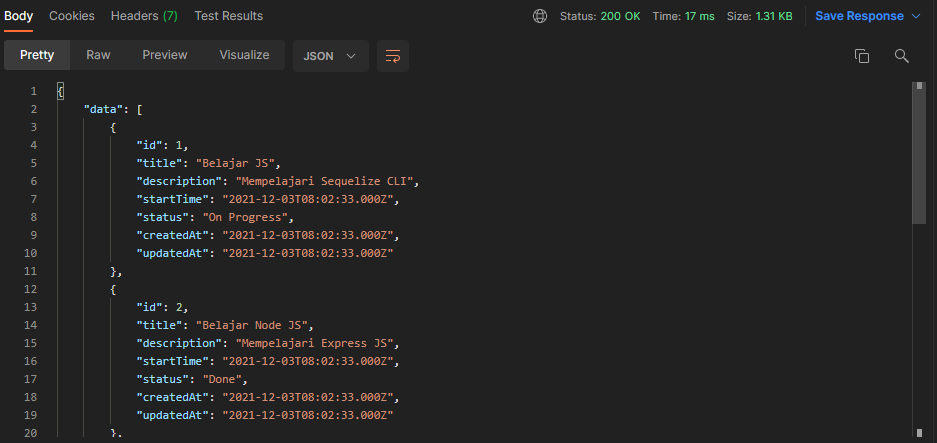 Body Cookies Headers (7) Test Results Status: 200 OK Time: 17 ms Size: 1.31 KB Save Response
Pretty Raw Preview Visualize JSON
1 {
2 "data": [
3 {
4 "id": 1,
5 "title": "Belajar JS",
6 "description": "Mempelajari Sequelize CLI",
7 "startTime": "2021-12-03T08:02:33.000Z",
8 "status": "On Progress",
9 "createdAt": "2021-12-03T08:02:33.000Z",
10 "updatedAt": "2021-12-03T08:02:33.000Z"
11 },
12 {
13 "id": 2,
14 "title": "Belajar Node JS",
15 "description": "Mempelajari Express JS",
16 "startTime": "2021-12-03T08:02:33.000Z",
17 "status": "Done",
18 "createdAt": "2021-12-03T08:02:33.000Z",
19 "updatedAt": "2021-12-03T08:02:33.000Z"
20 },